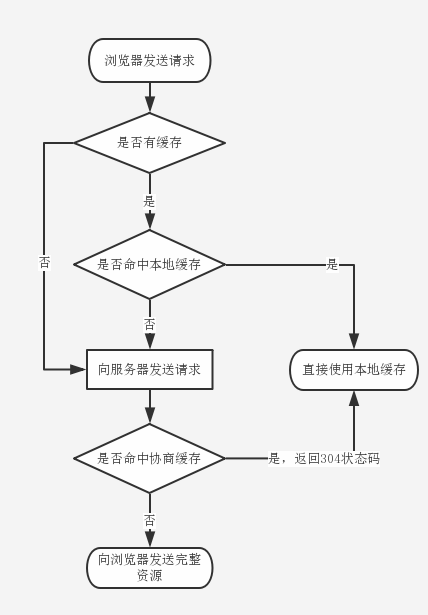 浏览器发送请求
是否有缓存
是
否
是否命中本地缓存
是
否
向服务器发送请求
直接使用本地缓存
是否命中协商缓存
是，返回304状态码
否
向浏览器发送完整
资源